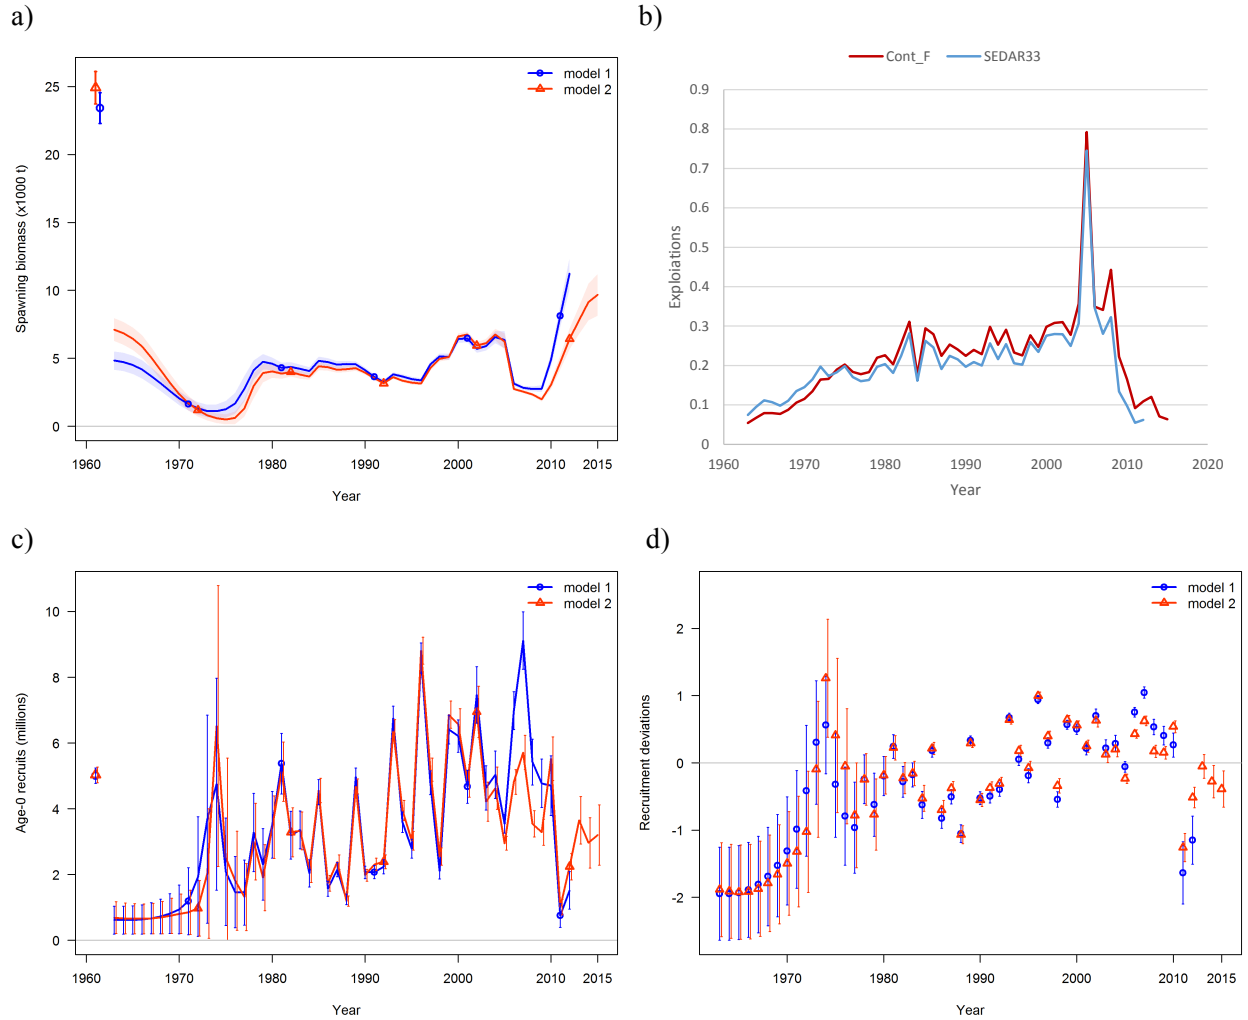 a)
model 1
model 2
25
20
15
10
5
0
Spawning biomass (x1000 t)
1960 1970 1980 1990 2000 2010 2015
Year
b)
Cont_F SEDAR33
0.9
0.8
0.7
0.6
0.5
0.4
0.3
0.2
0.1
0
Exploiations
1960 1970 1980 1990 2000 2010 2020
Year
c)
model 1
model 2
10
8
6
4
2
0
Age-0 recruits (millions)
1960 1970 1980 1990 2000 2010 2015
Year
d)
model 1
model 2
2
1
0
-1
-2
Recruitment deviations
1970 1980 1990 2000 2010 2015
Year